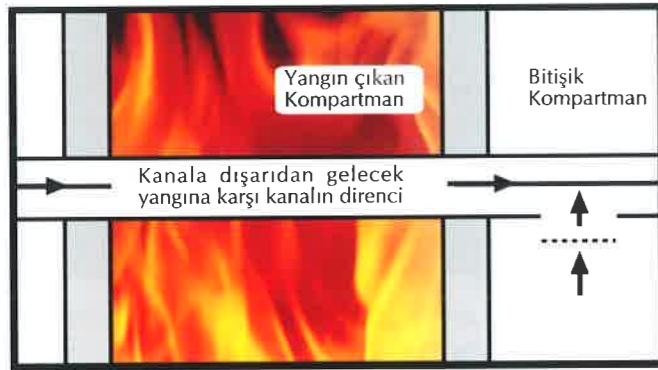 Yangın çıkan
Kompartman
Bitişik
Kompartman
Kanala dışarıdan gelecek
yangına karşı kanalın direnci